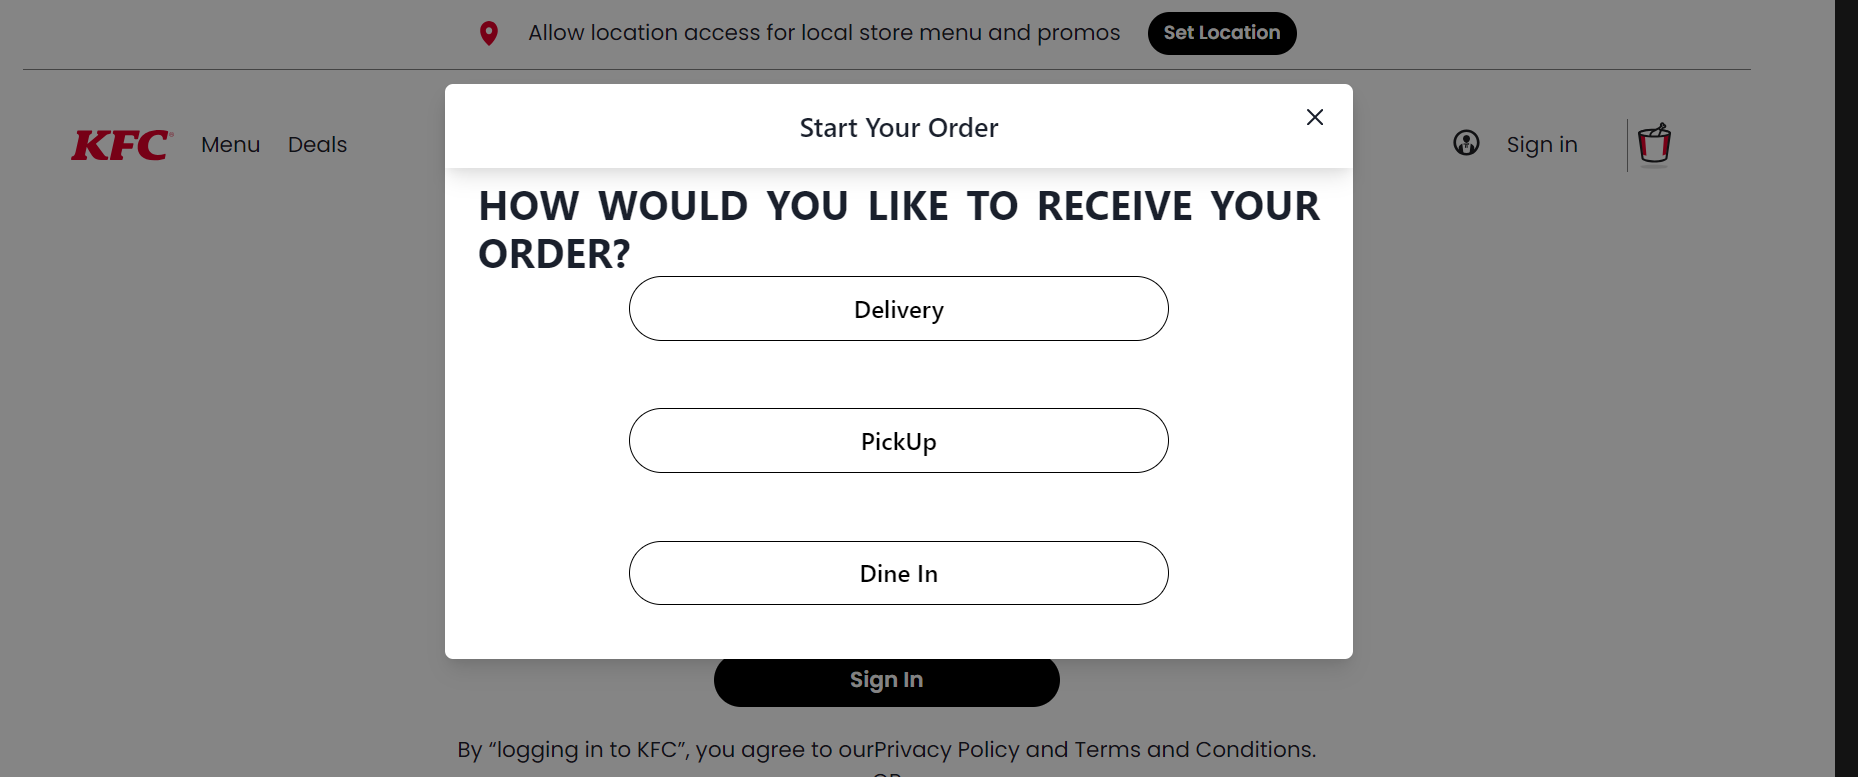 Allow location access for local store menu and promos Set Location
Start Your Order
KFC Menu Deals Sign in
HOW WOULD YOU LIKE TO RECEIVE YOUR
ORDER?
Delivery
PickUp
Dine In
Sign In
By “logging in to KFC”, you agree to ourPrivacy Policy and Terms and Conditions.